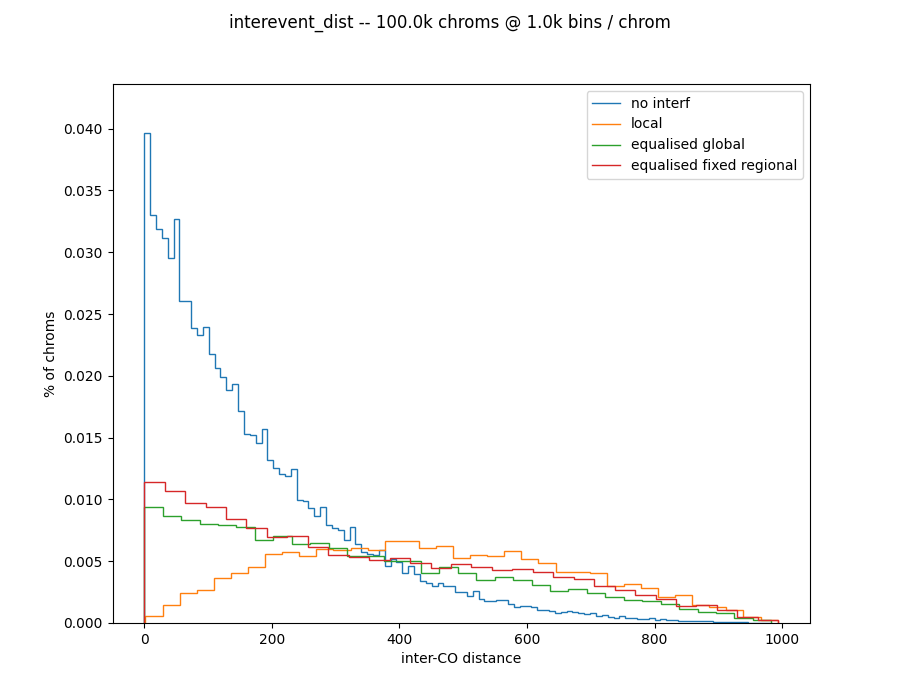 interevent_dist -- 100.0k chroms @ 1.0k bins / chrom
no interf
local
equalised global
equalised fixed regional
% of chroms
0.040
0.035
0.030
0.025
0.020
0.015
0.010
0.005
0.000
0 200 400 600 800 1000
inter-CO distance